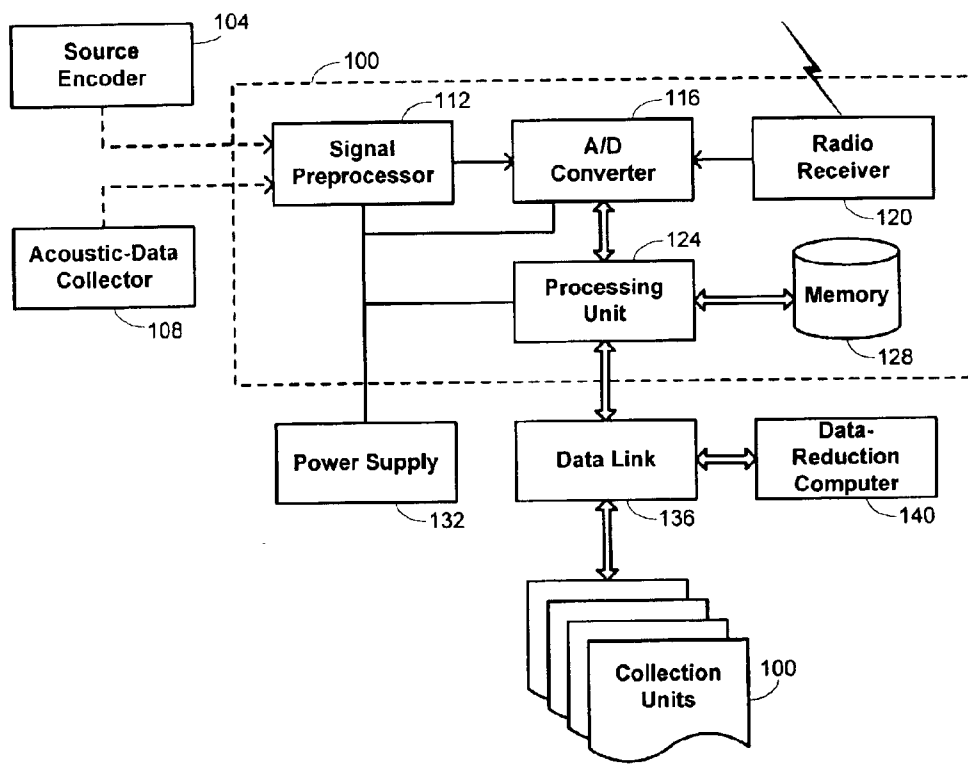 104
Source
Encoder
100
112
116
Signal
Preprocessor
A/D
Converter
Radio
Receiver
120
Acoustic-Data
Collector
108
124
Processing
Unit
Memory
128
Power Supply
132
Data Link
136
Data-
Reduction
Computer
140
Collection
Units
100